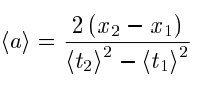 ⟨a⟩ = 2 (x₂ − x₁) / ⟨t₂⟩² − ⟨t₁⟩²